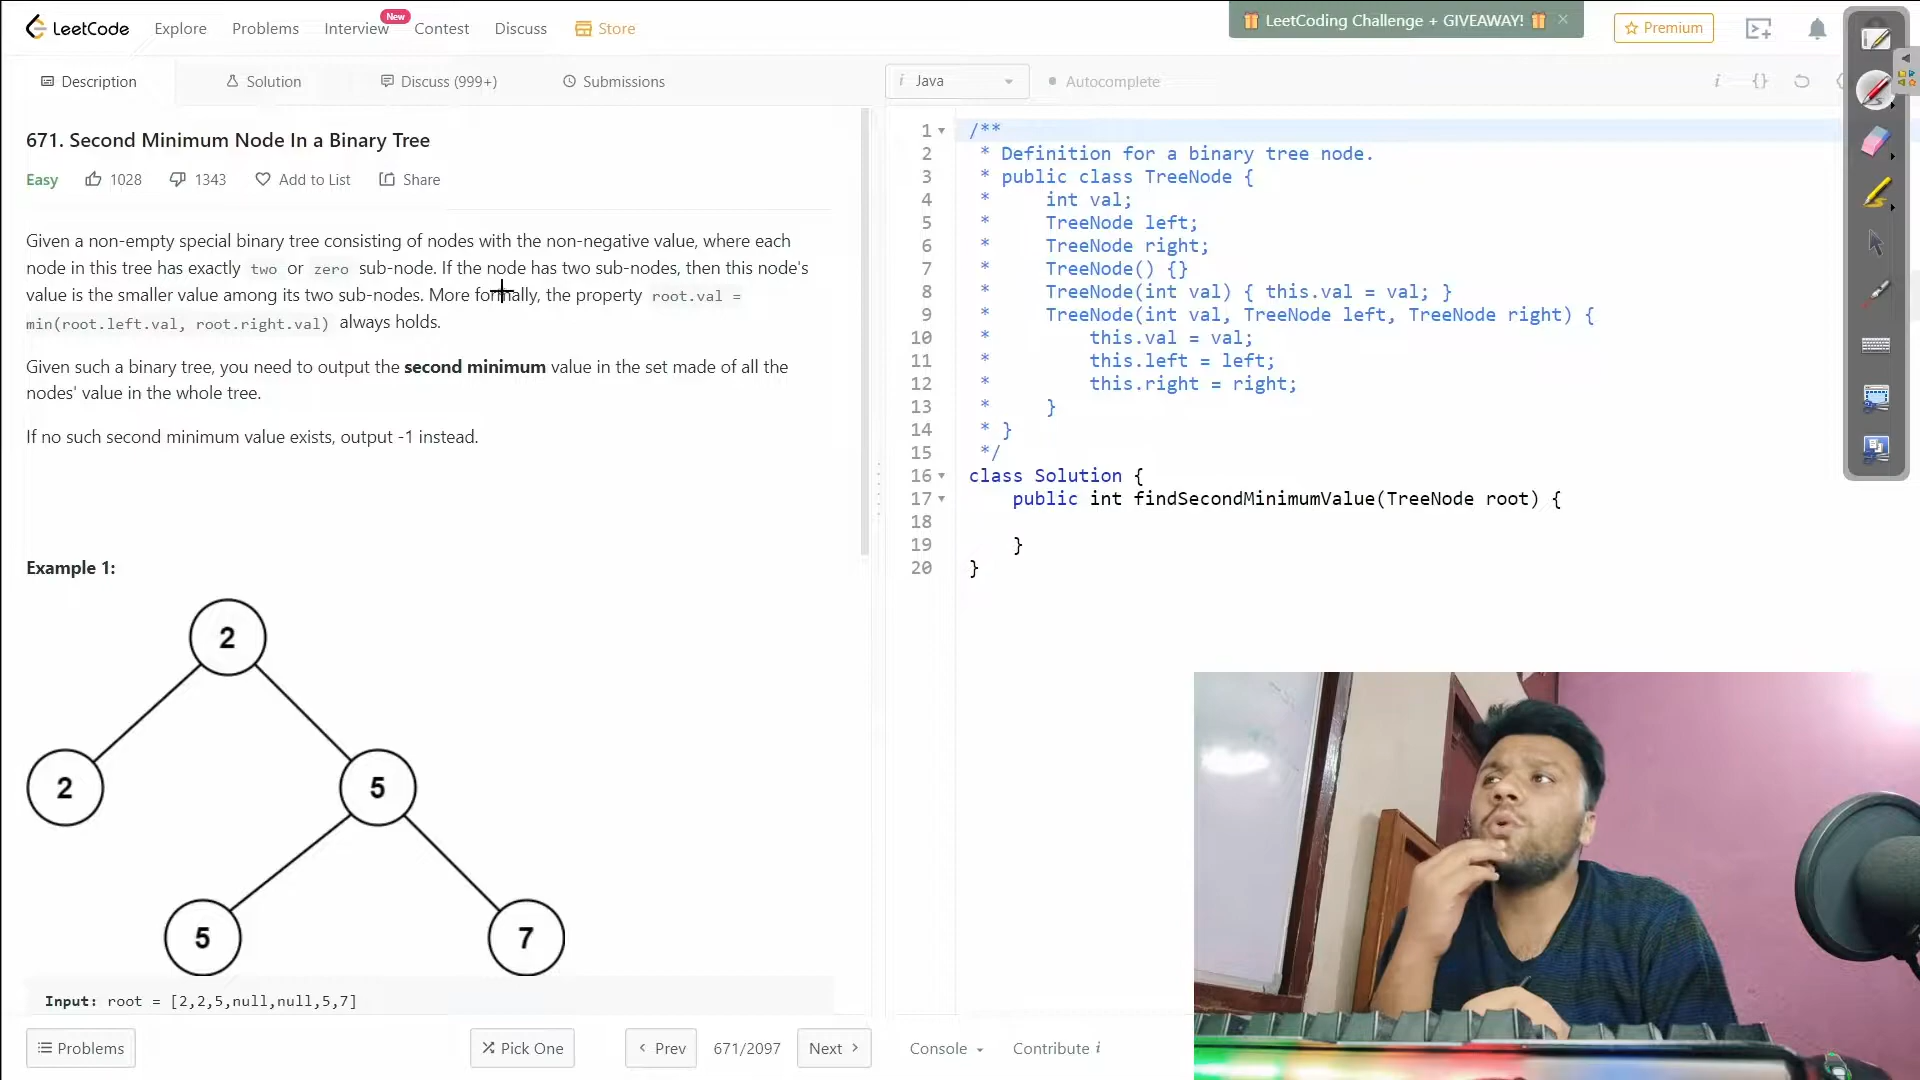 LeetCode
Explore
Problems
Interview
New
Contest
Discuss
Store
LeetCoding Challenge + GIVEAWAY!
Premium
Description
Solution
Discuss (999+)
Submissions
i Java
Autocomplete
671. Second Minimum Node In a Binary Tree
Easy 1028 1343 Add to List Share
Given a non-empty special binary tree consisting of nodes with the non-negative value, where each
node in this tree has exactly two or zero sub-node. If the node has two sub-nodes, then this node's
value is the smaller value among its two sub-nodes. More formally, the property root.val =
min(root.left.val, root.right.val) always holds.
Given such a binary tree, you need to output the second minimum value in the set made of all the
nodes' value in the whole tree.
If no such second minimum value exists, output -1 instead.
Example 1:
2
2 5
5 7
Input: root = [2,2,5,null,null,5,7]
1 /**
2 * Definition for a binary tree node.
3 * public class TreeNode {
4 * int val;
5 * TreeNode left;
6 * TreeNode right;
7 * TreeNode() {}
8 * TreeNode(int val) { this.val = val; }
9 * TreeNode(int val, TreeNode left, TreeNode right) {
10 * this.val = val;
11 * this.left = left;
12 * this.right = right;
13 * }
14 * }
15 */
16 class Solution {
17 public int findSecondMinimumValue(TreeNode root) {
18
19 }
20 }
Problems
Pick One
< Prev
671/2097
Next >
Console
Contribute i